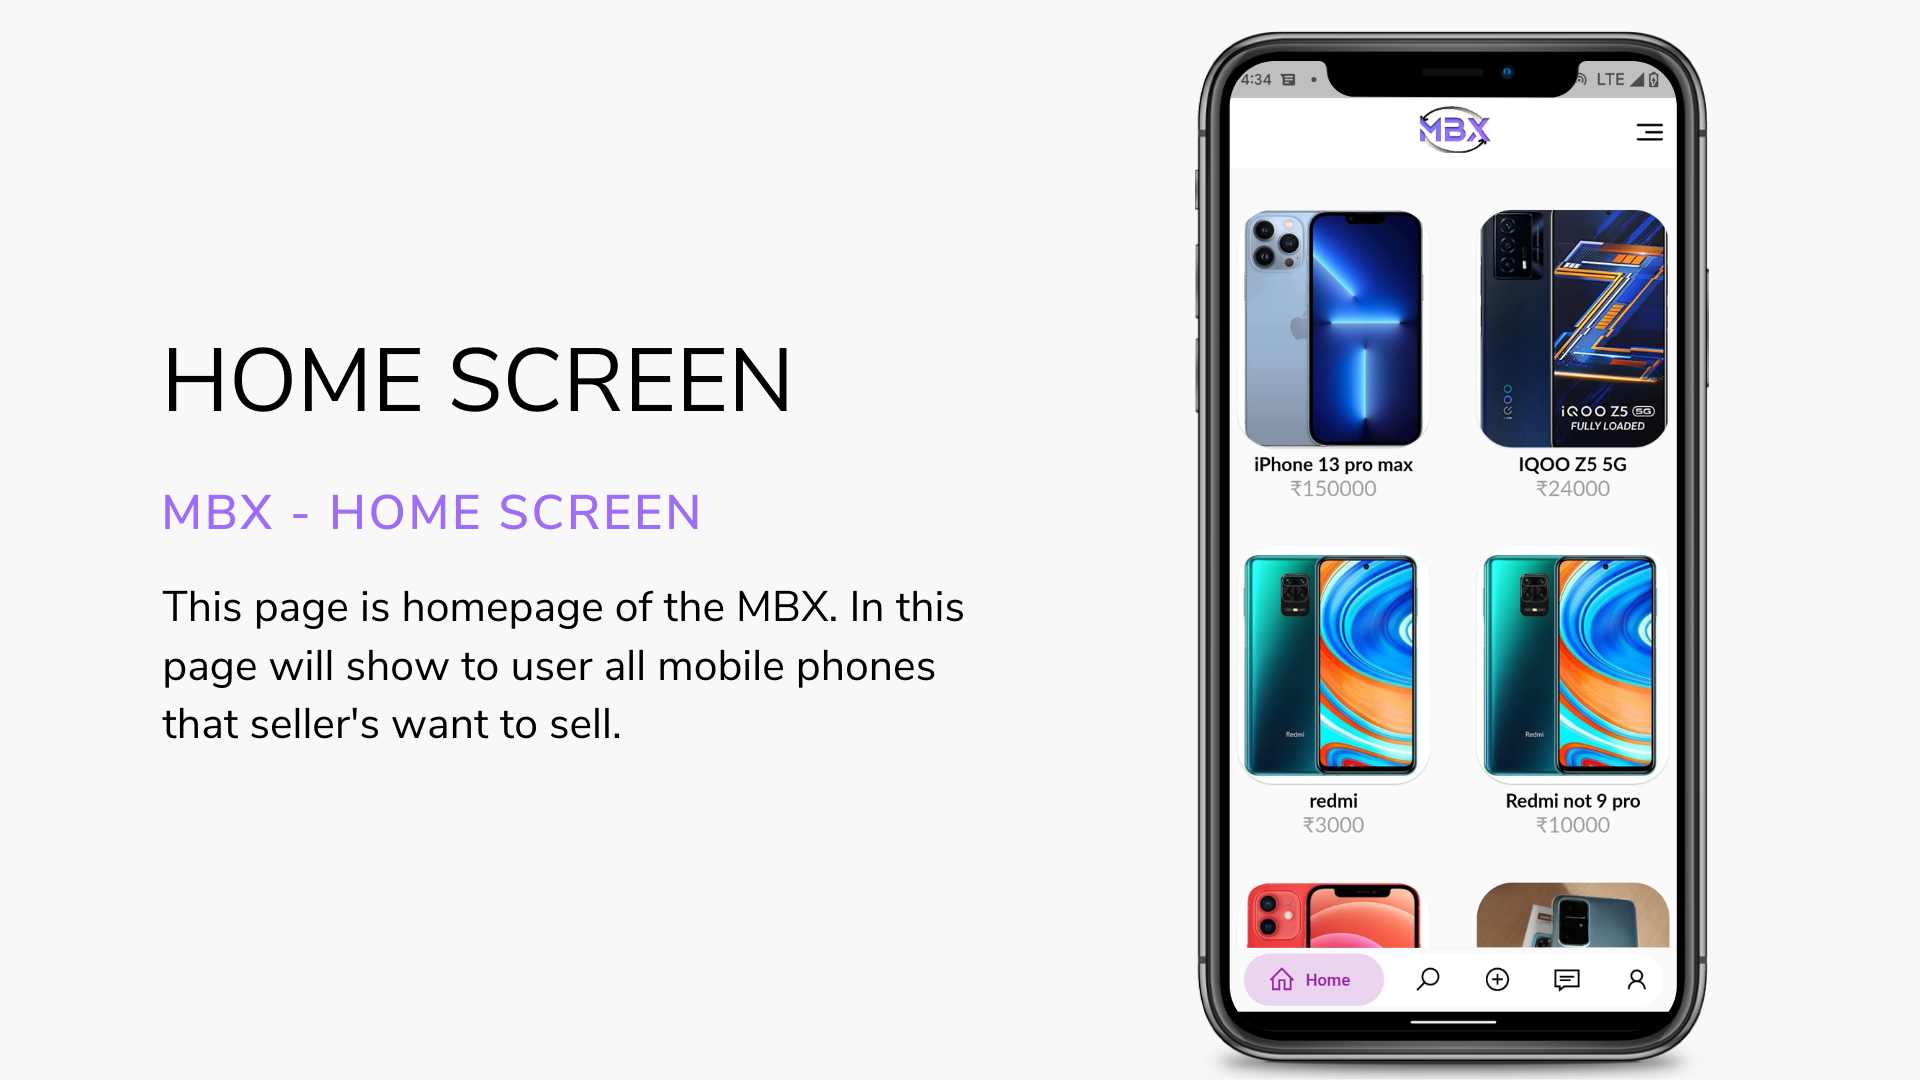 HOME SCREEN
MBX - HOME SCREEN
This page is homepage of the MBX. In this
page will show to user all mobile phones
that seller's want to sell.
4:34
LTE
MBX
iQOO
iQOO Z5 5G
FULLY LOADED
iPhone 13 pro max
IQOO Z5 5G
₹150000
₹24000
Redmi
Redmi
redmi
Redmi not 9 pro
₹3000
₹10000
Home